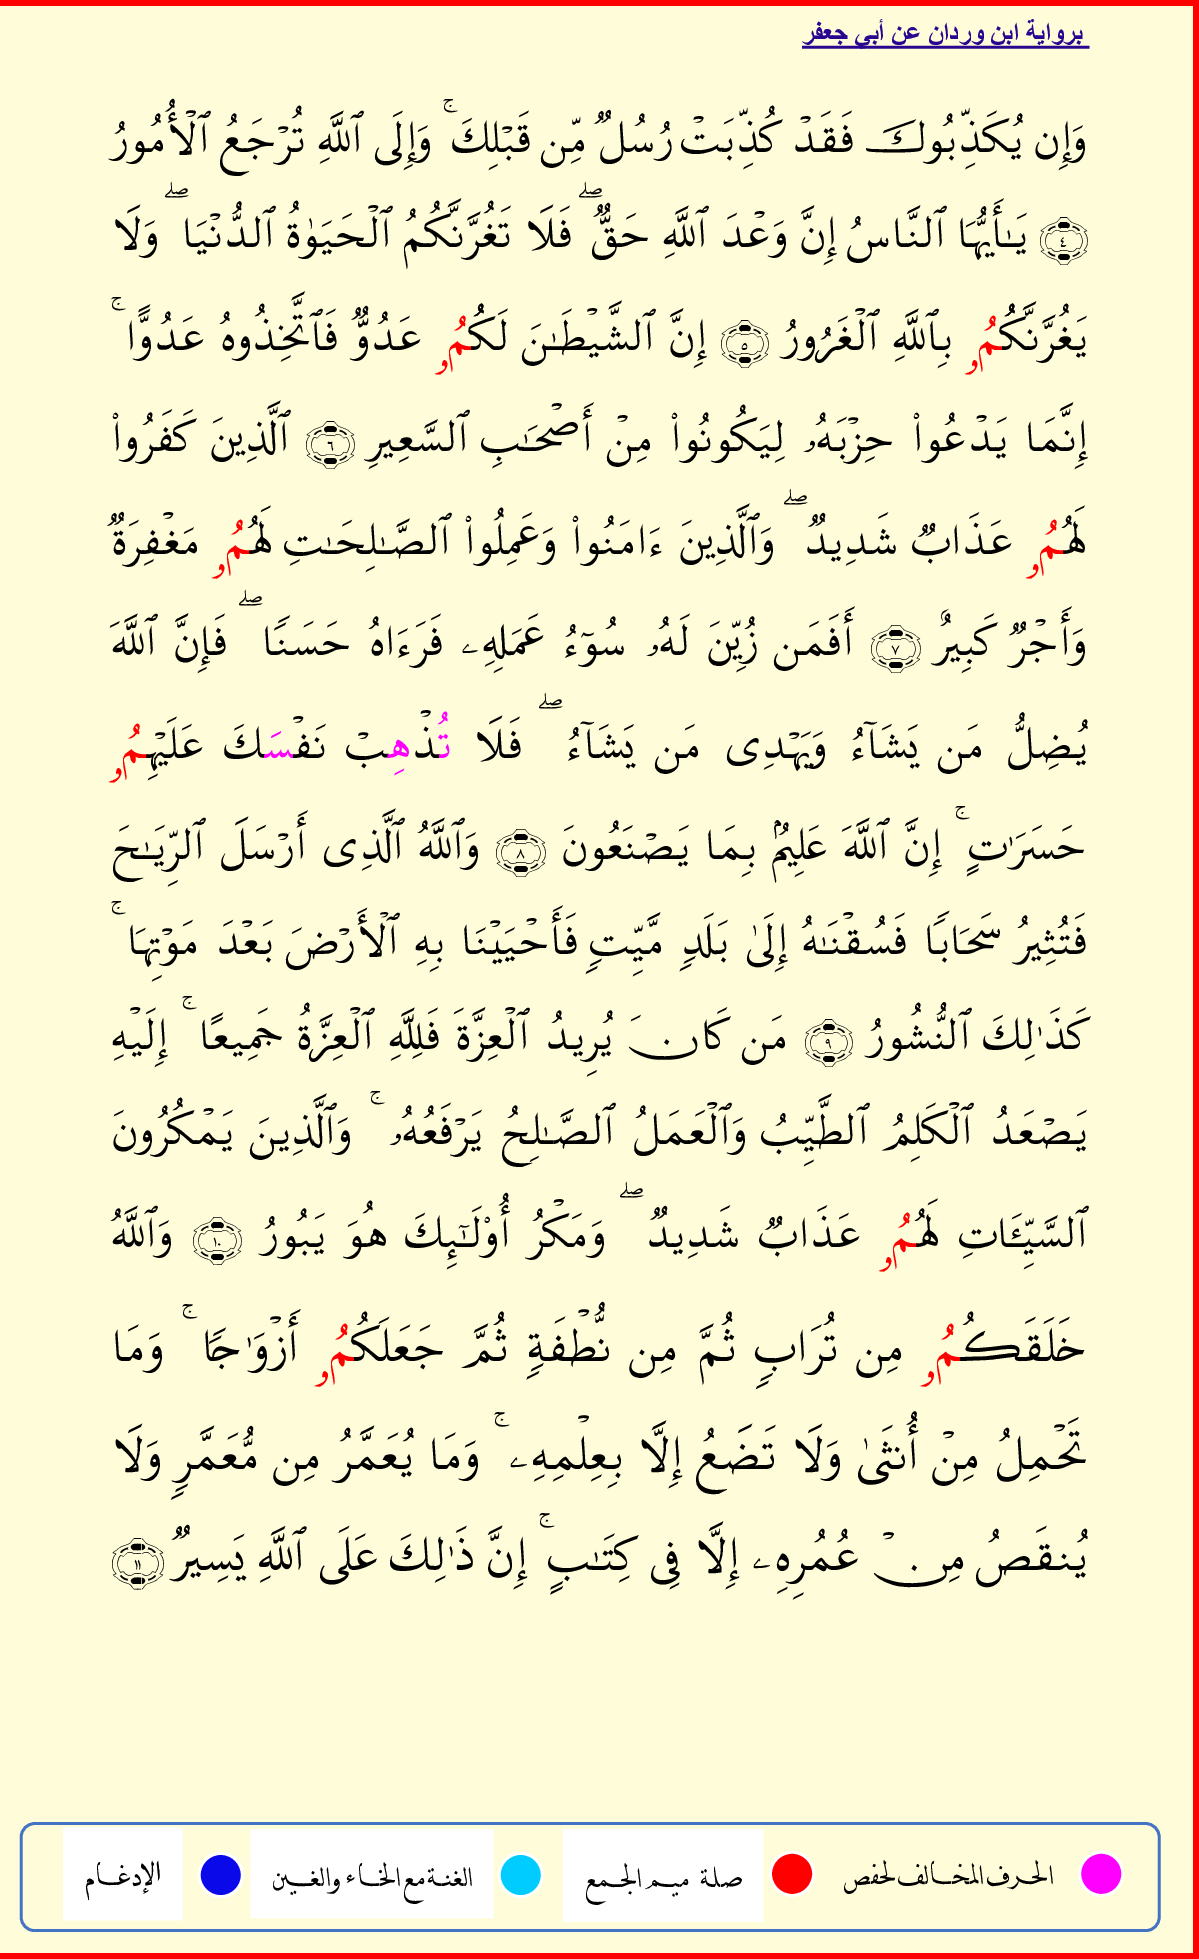 برواية ابن وردان عن أبي جعفر
وَإِن يُكَذِّبُوكَ فَقَدۡ كُذِّبَتۡ رُسُلٞ مِّن قَبۡلِكَۚ وَإِلَى ٱللَّهِ تُرۡجَعُ ٱلۡأُمُورُ
٤ يَـٰٓأَيُّهَا ٱلنَّاسُ إِنَّ وَعۡدَ ٱللَّهِ حَقّٞۖ فَلَا تَغُرَّنَّكُمُ ٱلۡحَيَوٰةُ ٱلدُّنۡيَاۖ وَلَا
يَغُرَّنَّكُمُۥ بِٱللَّهِ ٱلۡغَرُورُ ٥ إِنَّ ٱلشَّيۡطَـٰنَ لَكُمُۥ عَدُوّٞ فَٱتَّخِذُوهُ عَدُوًّاۚ
إِنَّمَا يَدۡعُواْ حِزۡبَهُۥ لِيَكُونُواْ مِنۡ أَصۡحَـٰبِ ٱلسَّعِيرِ ٦ ٱلَّذِينَ كَفَرُواْ
لَهُمُۥ عَذَابٞ شَدِيدٞۖ وَٱلَّذِينَ ءَامَنُواْ وَعَمِلُواْ ٱلصَّـٰلِحَـٰتِ لَهُمُۥ مَغۡفِرَةٞ
وَأَجۡرٞ كَبِيرٌ ٧ أَفَمَن زُيِّنَ لَهُۥ سُوٓءُ عَمَلِهِۦ فَرَءَاهُ حَسَنٗاۖ فَإِنَّ ٱللَّهَ
يُضِلُّ مَن يَشَآءُ وَيَهۡدِى مَن يَشَآءُۖ فَلَا تُذۡهِبۡ نَفۡسَكَ عَلَيۡهِمُۥ
حَسَرَٰتٍۚ إِنَّ ٱللَّهَ عَلِيمُۢ بِمَا يَصۡنَعُونَ ٨ وَٱللَّهُ ٱلَّذِى أَرۡسَلَ ٱلرِّيَـٰحَ
فَتُثِيرُ سَحَابٗا فَسُقۡنَـٰهُ إِلَىٰ بَلَدٖ مَّيِّتٖ فَأَحۡيَيۡنَا بِهِ ٱلۡأَرۡضَ بَعۡدَ مَوۡتِهَاۚ
كَذَٰلِكَ ٱلنُّشُورُ ٩ مَن كَانَ يُرِيدُ ٱلۡعِزَّةَ فَلِلَّهِ ٱلۡعِزَّةُ جَمِيعًاۚ إِلَيۡهِ
يَصۡعَدُ ٱلۡكَلِمُ ٱلطَّيِّبُ وَٱلۡعَمَلُ ٱلصَّـٰلِحُ يَرۡفَعُهُۥۚ وَٱلَّذِينَ يَمۡكُرُونَ
ٱلسَّيِّـَٔاتِ لَهُمُۥ عَذَابٞ شَدِيدٞۖ وَمَكۡرُ أُوْلَـٰٓئِكَ هُوَ يَبُورُ ١٠ وَٱللَّهُ
خَلَقَكُمُۥ مِن تُرَابٖ ثُمَّ مِن نُّطۡفَةٖ ثُمَّ جَعَلَكُمُۥ أَزۡوَٰجٗاۚ وَمَا
تَحۡمِلُ مِنۡ أُنثَىٰ وَلَا تَضَعُ إِلَّا بِعِلۡمِهِۦۚ وَمَا يُعَمَّرُ مِن مُّعَمَّرٖ وَلَا
يُنقَصُ مِنۡ عُمُرِهِۦ إِلَّا فِى كِتَـٰبٍۚ إِنَّ ذَٰلِكَ عَلَى ٱللَّهِ يَسِيرٞ ١١
الحرف المخالف لحفص صلة ميم الجمع الغنة مع الخاء والغين الإدغام